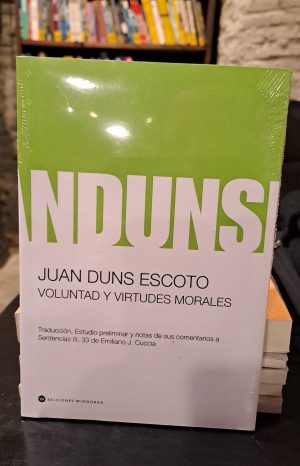 NDUNS
JUAN DUNS ESCOTO
VOLUNTAD Y VIRTUDES MORALES
Traducción, Estudio preliminar y notas de sus comentarios a
Sentencias III, 33 de Emiliano J. Cuccia
W EDICIONES WINOGRAD